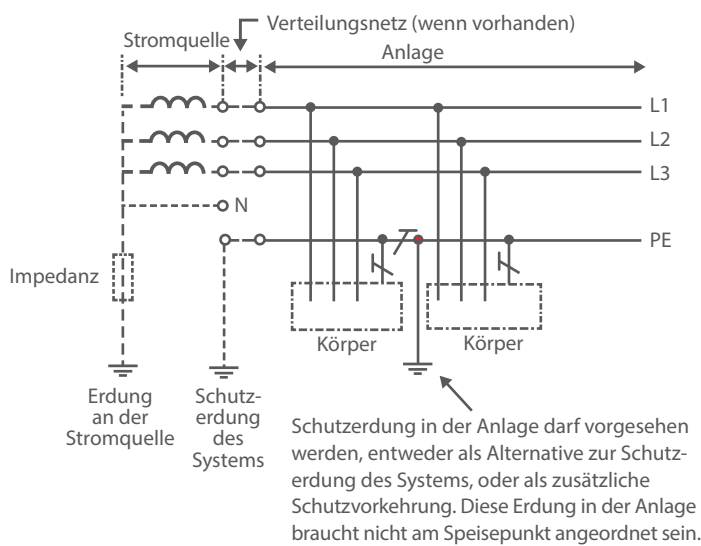 Verteilungsnetz (wenn vorhanden)
Stromquelle
Anlage
L1
L2
L3
N
PE
Impedanz
Körper
Körper
Erdung
an der
Stromquelle
Schutz-
erdung
des
Systems
Schutzerdung in der Anlage darf vorgesehen
werden, entweder als Alternative zur Schutz-
erdung des Systems, oder als zusätzliche
Schutzvorkehrung. Diese Erdung in der Anlage
braucht nicht am Speisepunkt angeordnet sein.